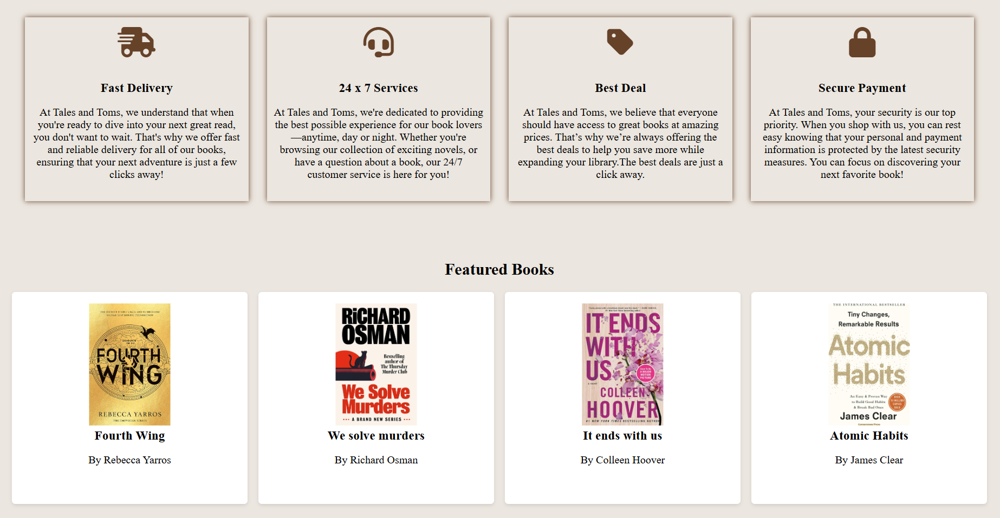 Fast Delivery
At Tales and Toms, we understand that when
you're ready to dive into your next great read,
you don't want to wait. That's why we offer fast
and reliable delivery for all of our books,
ensuring that your next adventure is just a few
clicks away!
24 x 7 Services
At Tales and Toms, we're dedicated to providing
the best possible experience for our book lovers
—anytime, day or night. Whether you're
browsing our collection of exciting novels, or
have a question about a book, our 24/7
customer service is here for you!
Best Deal
At Tales and Toms, we believe that everyone
should have access to great books at amazing
prices. That’s why we’re always offering the
best deals to help you save more while
expanding your library.The best deals are just a
click away.
Secure Payment
At Tales and Toms, your security is our top
priority. When you shop with us, you can rest
easy knowing that your personal and payment
information is protected by the latest security
measures. You can focus on discovering your
next favorite book!
Featured Books
FOURTH
WING
REBECCA YARROS
THE EMPYREAN SERIES
Fourth Wing
By Rebecca Yarros
RiCHARD
OSMAN
Bestselling
author of
The Thursday
Murder Club
We Solve
Murders
A BRAND NEW SERIES
We solve murders
By Richard Osman
IT ENDS
WITH
US
A MAJOR
MOTION
PICTURE
COLLEEN
HOOVER
#1 NEW YORK TIMES BESTSELLING AUTHOR
It ends with us
By Colleen Hoover
THE INTERNATIONAL BESTSELLER
Tiny Changes,
Remarkable Results
Atomic
Habits
An Easy & Proven Way
to Build Good Habits
& Break Bad Ones
OVER
15 MILLION
COPIES
SOLD
James Clear
Cornerstone Press
Atomic Habits
By James Clear